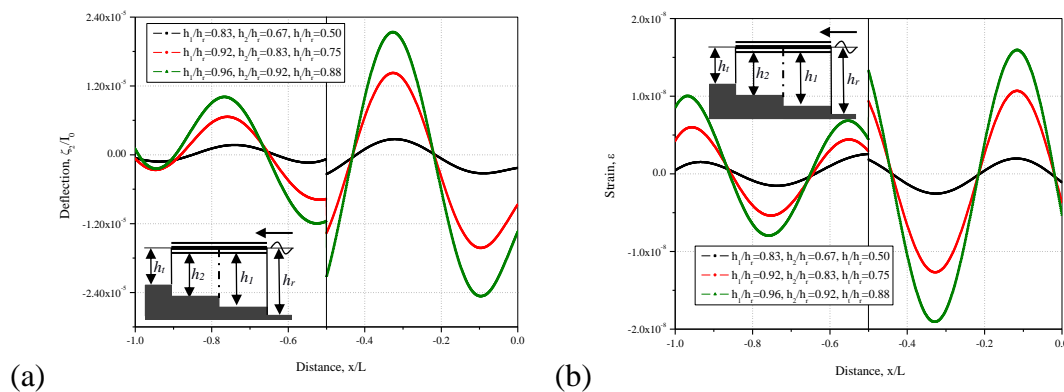 2.40x10⁻⁵
1.20x10⁻⁵
0.00
-1.20x10⁻⁵
-2.40x10⁻⁵
Deflection, ζ₂/I₀
h₁/hᵣ=0.83, h₂/hᵣ=0.67, hₜ/hᵣ=0.50
h₁/hᵣ=0.92, h₂/hᵣ=0.83, hₜ/hᵣ=0.75
h₁/hᵣ=0.96, h₂/hᵣ=0.92, hₜ/hᵣ=0.88
hₜ h₂ h₁ hᵣ
-1.0 -0.8 -0.6 -0.4 -0.2 0.0
Distance, x/L
(a)
2.0x10⁻⁸
1.0x10⁻⁸
0.0
-1.0x10⁻⁸
-2.0x10⁻⁸
Strain, ε
hₜ h₂ h₁ hᵣ
h₁/hᵣ=0.83, h₂/hᵣ=0.67, hₜ/hᵣ=0.50
h₁/hᵣ=0.92, h₂/hᵣ=0.83, hₜ/hᵣ=0.75
h₁/hᵣ=0.96, h₂/hᵣ=0.92, hₜ/hᵣ=0.88
-1.0 -0.8 -0.6 -0.4 -0.2 0.0
Distance, x/L
(b)